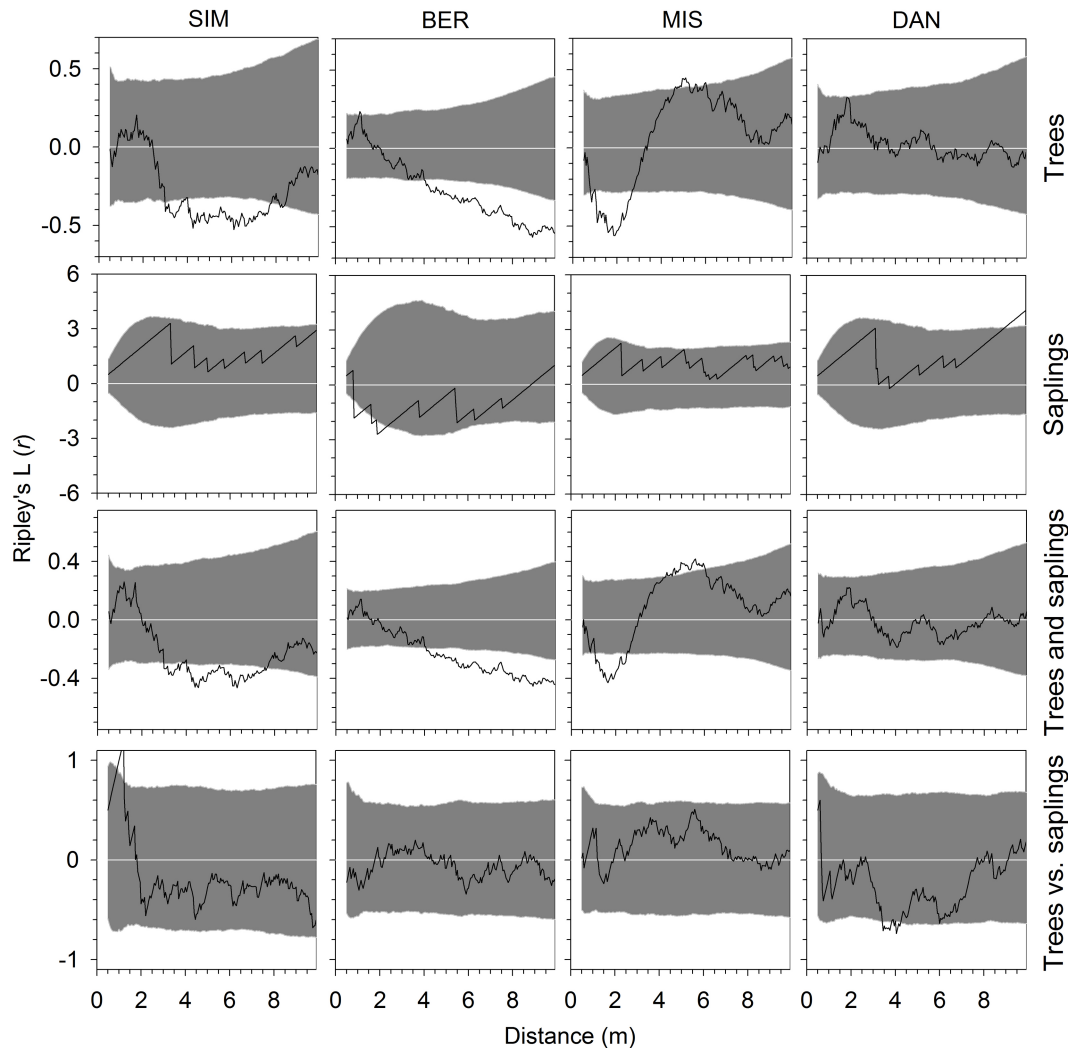 SIM BER MIS DAN
0.5
0.0
-0.5
Trees
6
3
0
-3
-6
Saplings
Ripley's L (r)
0.4
0.0
-0.4
Trees and saplings
1
0
-1
Trees vs. saplings
0 2 4 6 8 0 2 4 6 8 0 2 4 6 8 0 2 4 6 8
Distance (m)